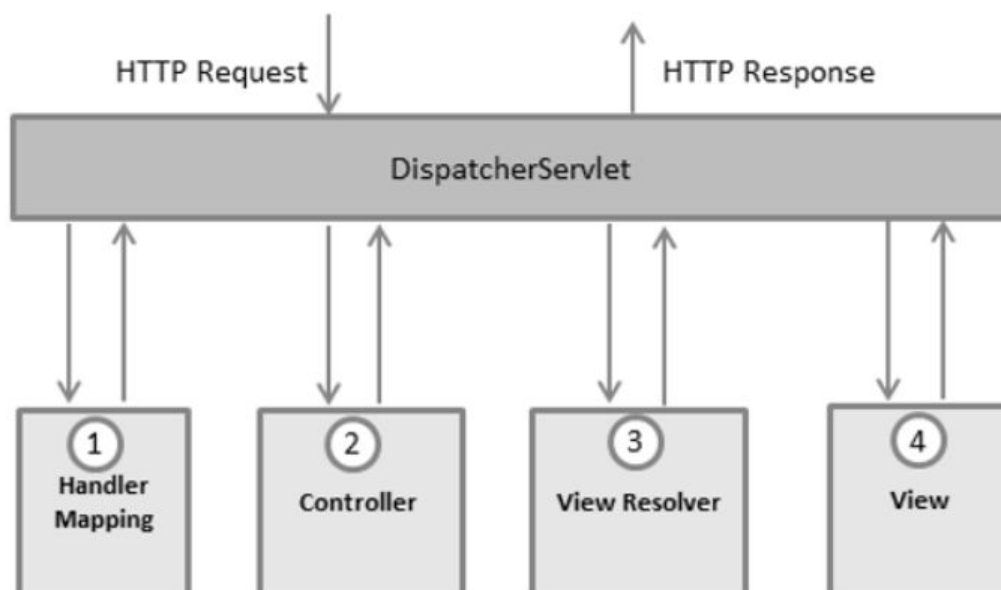 HTTP Request
HTTP Response
DispatcherServlet
1
Handler
Mapping
2
Controller
3
View Resolver
4
View